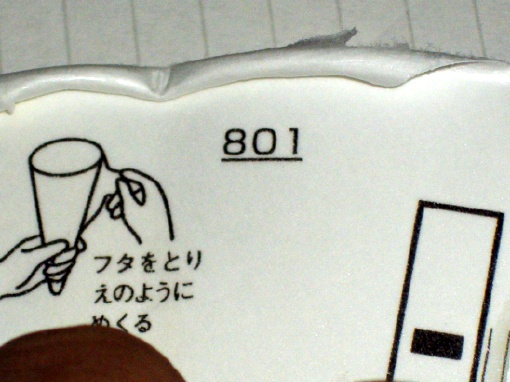 801
フタをとり
えのように
めくる